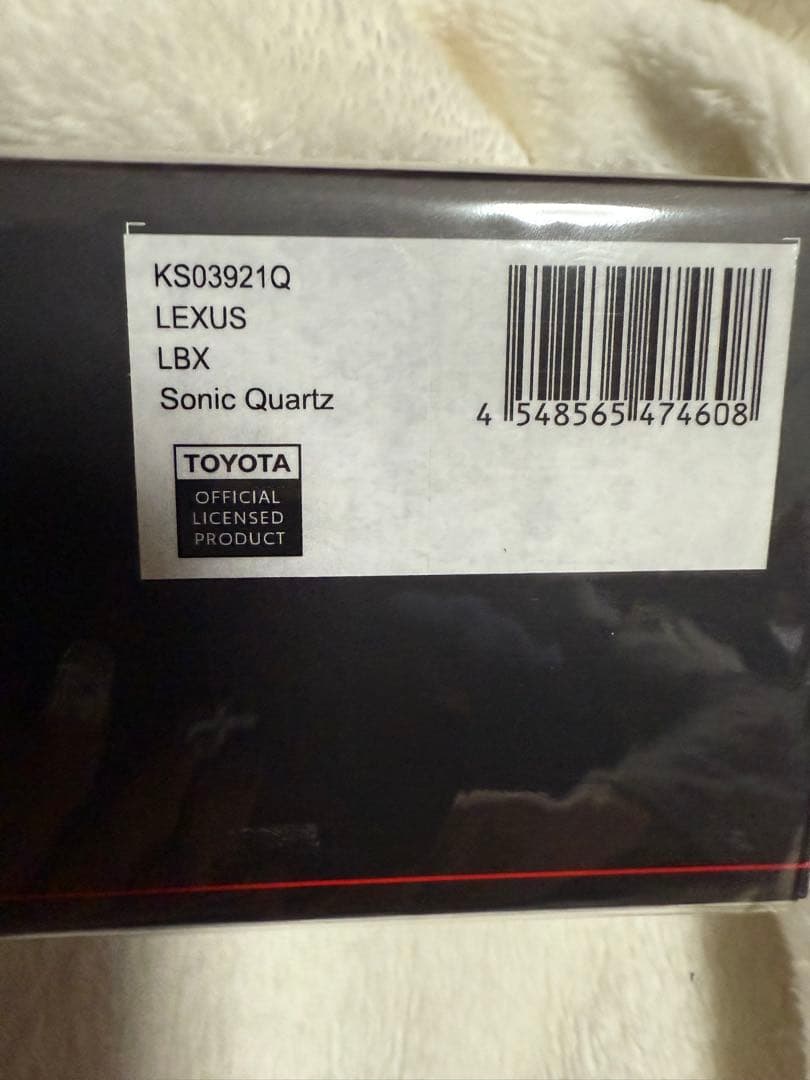 KS03921Q
LEXUS
LBX
Sonic Quartz
4 548565 474608
TOYOTA
OFFICIAL
LICENSED
PRODUCT